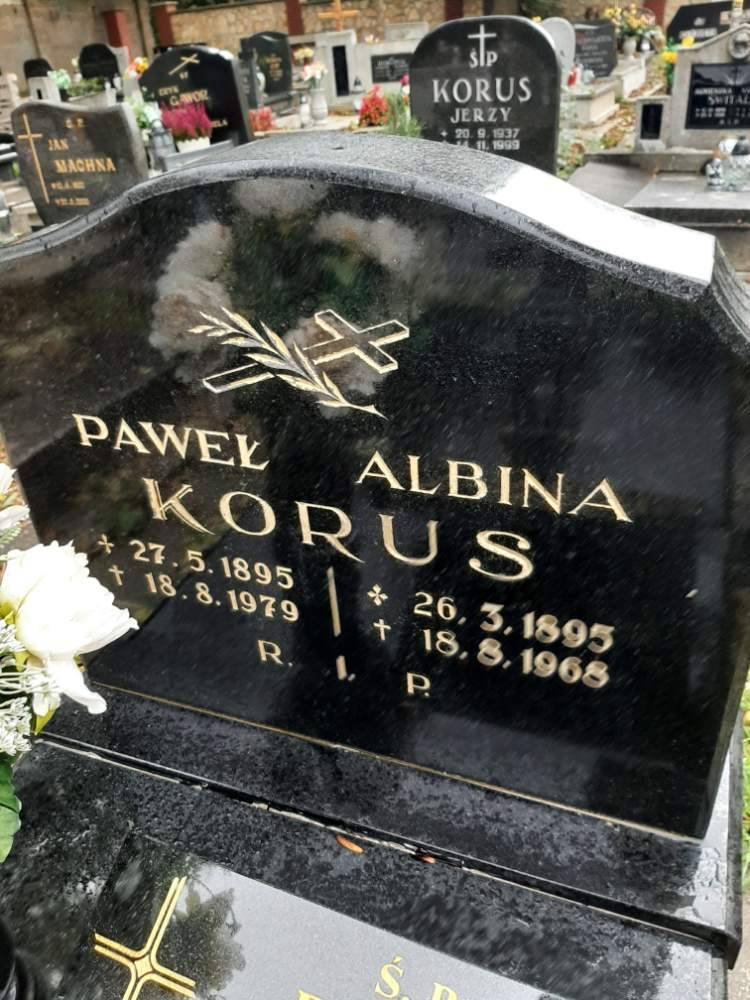 Ś P
KORUS
JERZY
+ 20. 9. 1937
14. 11. 1999
JAN
MACHNA
PAWEŁ ALBINA
KORUS
* 27. 5. 1895
† 18. 8. 1979
* 26. 3. 1895
† 18. 8. 1968
R. I. P.
Ś. P.